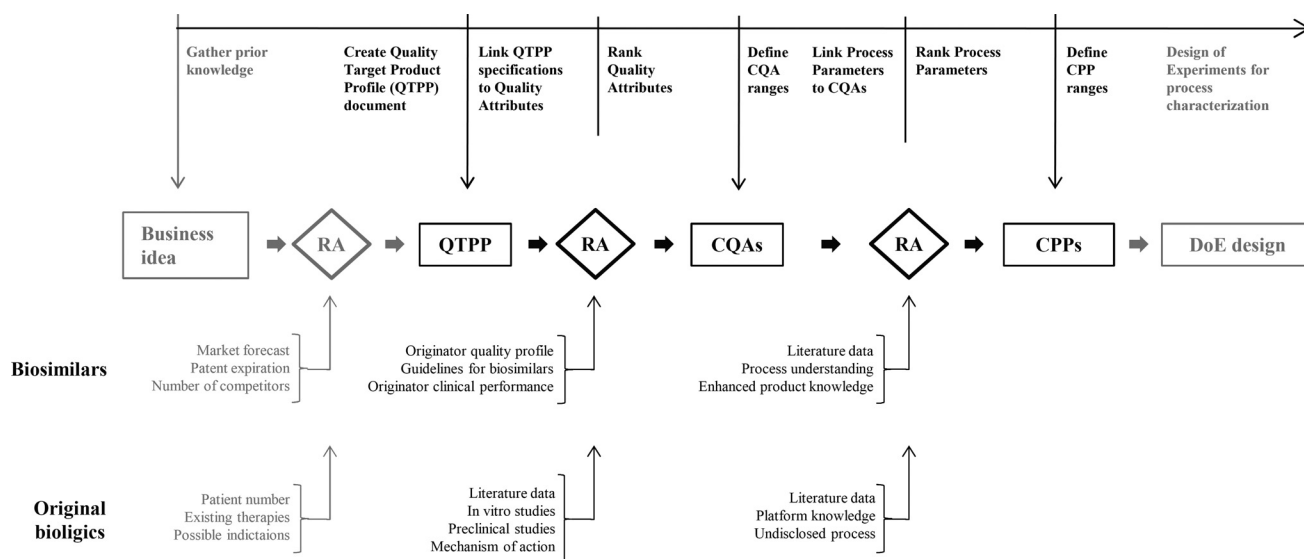 Gather prior
knowledge
Create Quality
Target Product
Profile (QTPP)
document
Link QTPP
specifications
to Quality
Attributes
Rank
Quality
Attributes
Define
CQA
ranges
Link Process
Parameters
to CQAs
Rank Process
Parameters
Define
CPP
ranges
Design of
Experiments for
process
characterization
Business
idea
RA
QTPP
RA
CQAs
RA
CPPs
DoE design
Biosimilars
Market forecast
Patent expiration
Number of competitors
Originator quality profile
Guidelines for biosimilars
Originator clinical performance
Literature data
Process understanding
Enhanced product knowledge
Original
bioligics
Patient number
Existing therapies
Possible indictaions
Literature data
In vitro studies
Preclinical studies
Mechanism of action
Literature data
Platform knowledge
Undisclosed process